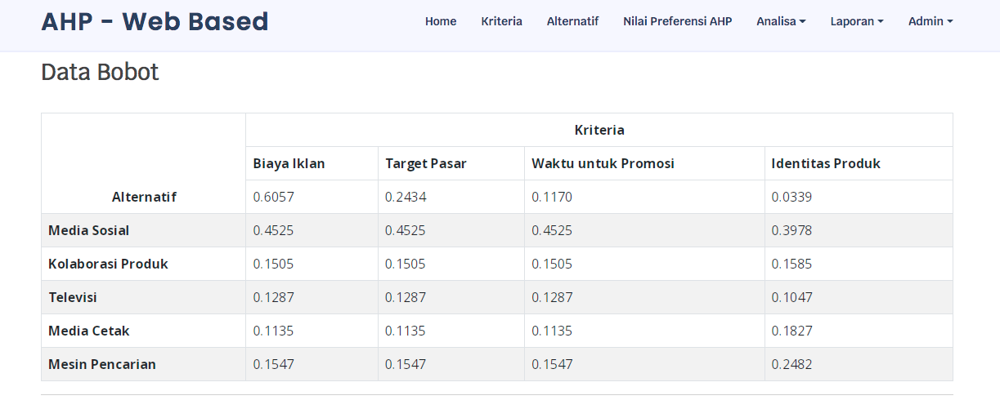 AHP - Web Based
Home Kriteria Alternatif Nilai Preferensi AHP Analisa Laporan Admin
Data Bobot
Kriteria
Biaya Iklan Target Pasar Waktu untuk Promosi Identitas Produk
Alternatif 0.6057 0.2434 0.1170 0.0339
Media Sosial 0.4525 0.4525 0.4525 0.3978
Kolaborasi Produk 0.1505 0.1505 0.1505 0.1585
Televisi 0.1287 0.1287 0.1287 0.1047
Media Cetak 0.1135 0.1135 0.1135 0.1827
Mesin Pencarian 0.1547 0.1547 0.1547 0.2482